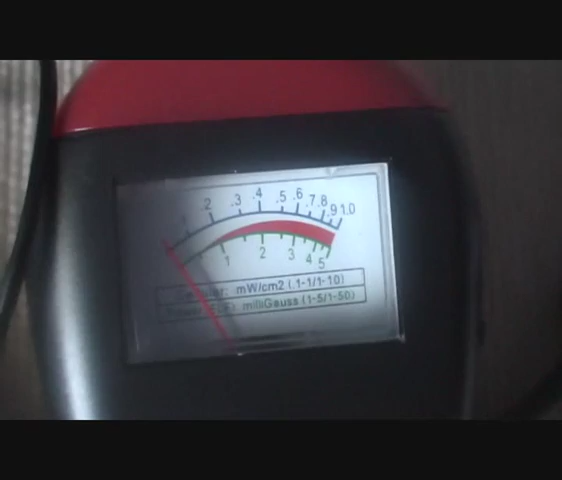 .1 .2 .3 .4 .5 .6 .7 .8 .9 1.0
1 2 3 4 5
mW/cm2 (.1-1/1-10)
milliGauss (1-5/1-50)